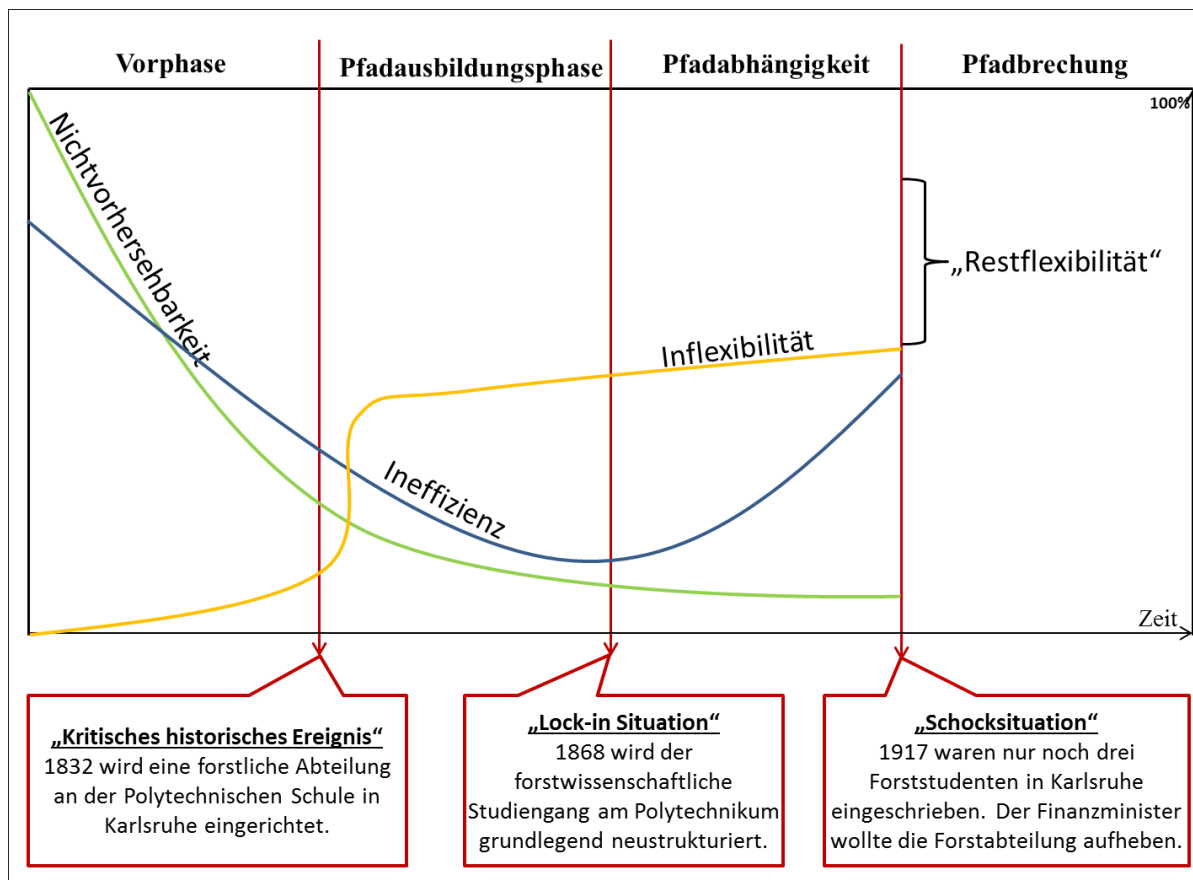 Vorphase
Pfadausbildungsphase
Pfadabhängigkeit
Pfadbrechung
100%
Nichtvorhersehbarkeit
„Restflexibilität“
Inflexibilität
Ineffizienz
Zeit
„Kritisches historisches Ereignis“
1832 wird eine forstliche Abteilung
an der Polytechnischen Schule in
Karlsruhe eingerichtet.
„Lock-in Situation“
1868 wird der
forstwissenschaftliche
Studiengang am Polytechnikum
grundlegend neustrukturiert.
„Schocksituation“
1917 waren nur noch drei
Forststudenten in Karlsruhe
eingeschrieben. Der Finanzminister
wollte die Forstabteilung aufheben.